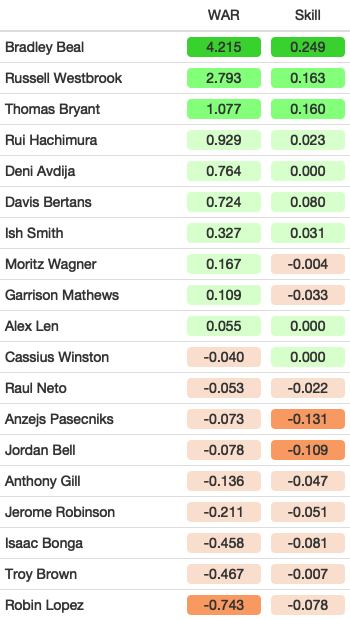 WAR Skill
Bradley Beal 4.215 0.249
Russell Westbrook 2.793 0.163
Thomas Bryant 1.077 0.160
Rui Hachimura 0.929 0.023
Deni Avdija 0.764 0.000
Davis Bertans 0.724 0.080
Ish Smith 0.327 0.031
Moritz Wagner 0.167 -0.004
Garrison Mathews 0.109 -0.033
Alex Len 0.055 0.000
Cassius Winston -0.040 0.000
Raul Neto -0.053 -0.022
Anzejs Pasecniks -0.073 -0.131
Jordan Bell -0.078 -0.109
Anthony Gill -0.136 -0.047
Jerome Robinson -0.211 -0.051
Isaac Bonga -0.458 -0.081
Troy Brown -0.467 -0.007
Robin Lopez -0.743 -0.078